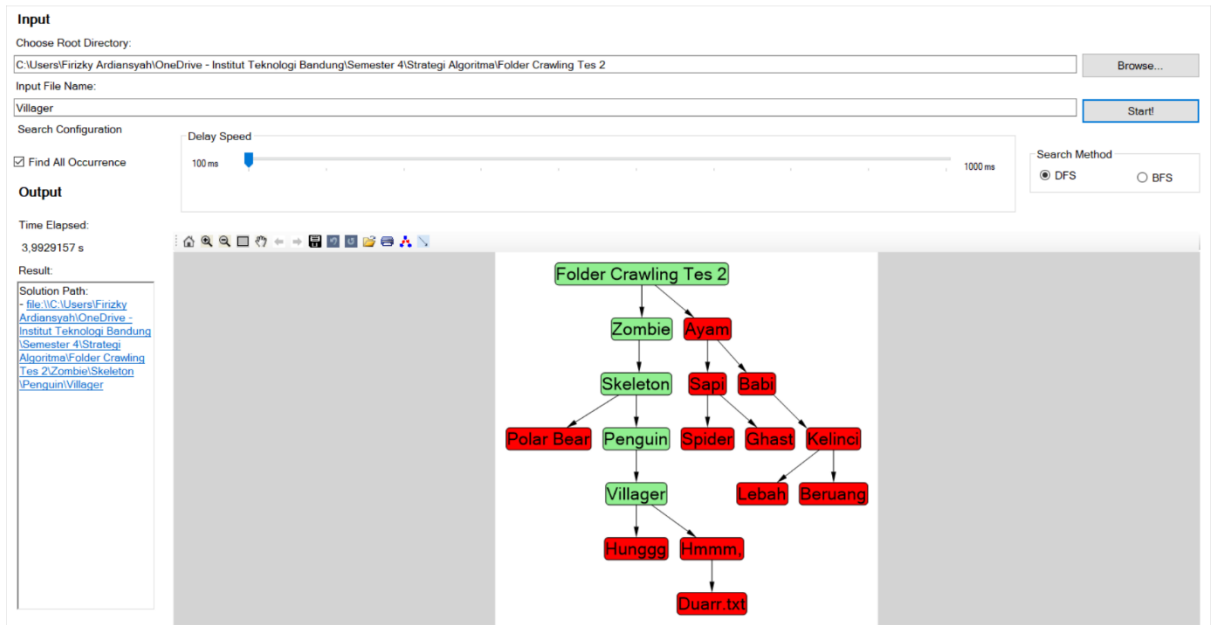 Input
Choose Root Directory:
C:\Users\Firizky Ardiansyah\OneDrive - Institut Teknologi Bandung\Semester 4\Strategi Algoritma\Folder Crawling Tes 2
Browse...
Input File Name:
Villager
Start!
Search Configuration
Delay Speed
Find All Occurrence
100 ms
1000 ms
Search Method
DFS
BFS
Output
Time Elapsed:
3,9929157 s
Result:
Solution Path:
- file:\\C:\Users\Firizky
Ardiansyah\OneDrive -
Institut Teknologi Bandung
\Semester 4\Strategi
Algoritma\Folder Crawling
Tes 2\Zombie\Skeleton
\Penguin\Villager
Folder Crawling Tes 2
Zombie
Ayam
Skeleton
Sapi
Babi
Polar Bear
Penguin
Spider
Ghast
Kelinci
Villager
Lebah
Beruang
Hunggg
Hmmm,
Duarr.txt